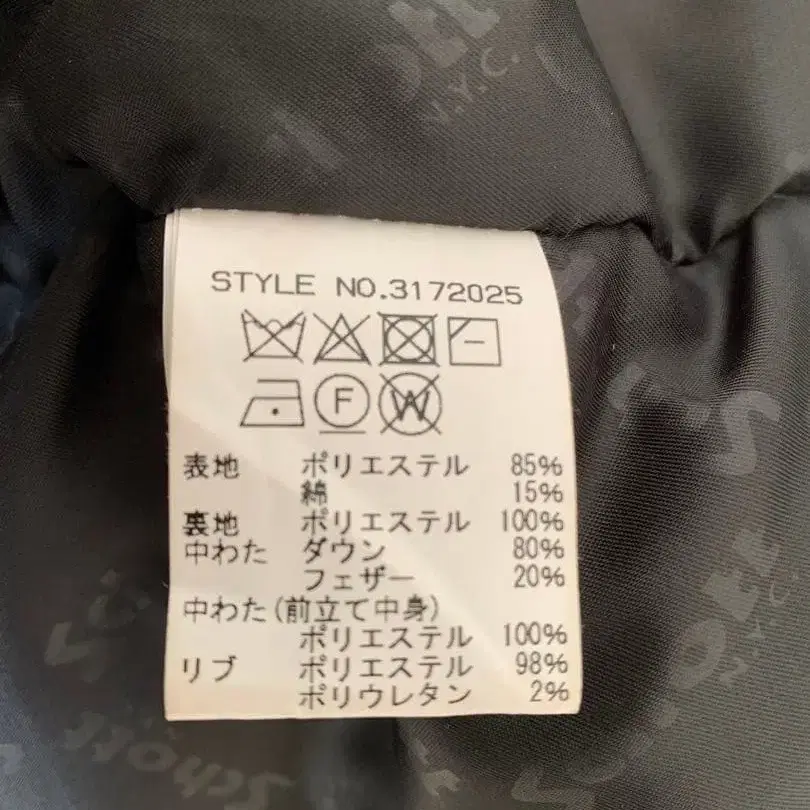 ott
N.Y.C.
STYLE NO.3172025
F
W
表地 ポリエステル 85%
綿 15%
裏地 ポリエステル 100%
中わた ダウン 80%
フェザー 20%
中わた(前立て中身)
ポリエステル 100%
リブ ポリエステル 98%
ポリウレタン 2%
Schott